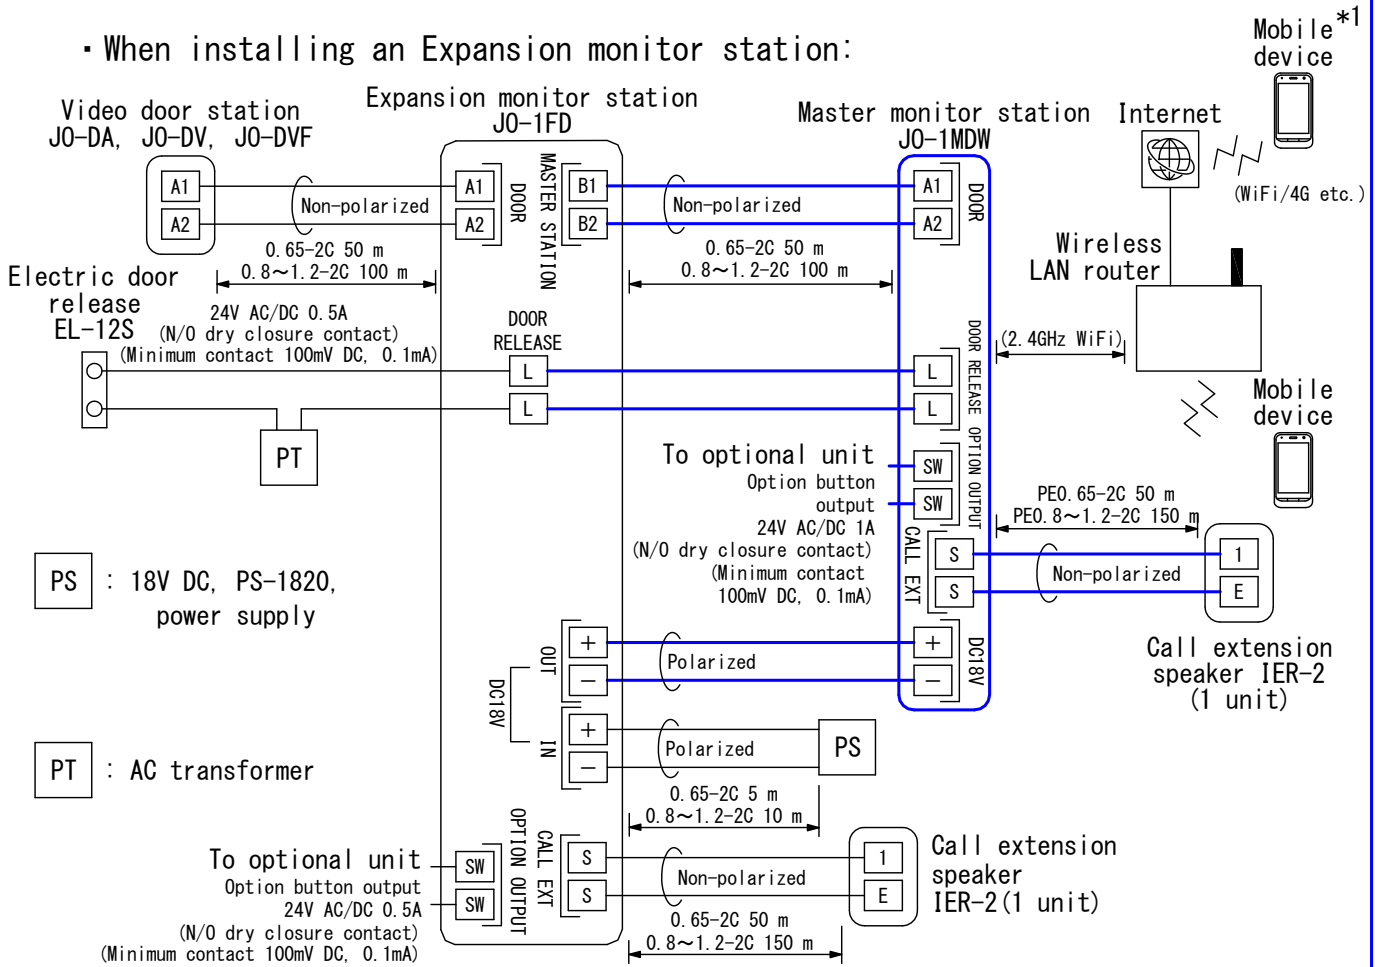 ・When installing an Expansion monitor station:
Mobile *1
device
Video door station
JO-DA, JO-DV, JO-DVF
Expansion monitor station
JO-1FD
Master monitor station
JO-1MDW
Internet
(WiFi/4G etc.)
A1
A2
Non-polarized
0.65-2C 50 m
0.8～1.2-2C 100 m
A1
A2
DOOR
MASTER STATION
B1
B2
Non-polarized
0.65-2C 50 m
0.8～1.2-2C 100 m
A1
A2
DOOR
Wireless
LAN router
(2.4GHz WiFi)
Mobile
device
Electric door
release
EL-12S
24V AC/DC 0.5A
(N/O dry closure contact)
(Minimum contact 100mV DC, 0.1mA)
DOOR
RELEASE
L
L
PT
L
L
DOOR RELEASE
To optional unit
Option button
output
24V AC/DC 1A
(N/O dry closure contact)
(Minimum contact
100mV DC, 0.1mA)
SW
SW
OPTION OUTPUT
CALL EXT
S
S
PE0.65-2C 50 m
PE0.8～1.2-2C 150 m
Non-polarized
1
E
Call extension
speaker IER-2
(1 unit)
PS : 18V DC, PS-1820,
power supply
PT : AC transformer
DC18V
OUT
+
-
Polarized
+
-
DC18V
IN
+
-
Polarized
PS
0.65-2C 5 m
0.8～1.2-2C 10 m
To optional unit
Option button output
24V AC/DC 0.5A
(N/O dry closure contact)
(Minimum contact 100mV DC, 0.1mA)
SW
SW
OPTION OUTPUT
CALL EXT
S
S
Non-polarized
0.65-2C 50 m
0.8～1.2-2C 150 m
1
E
Call extension
speaker
IER-2(1 unit)